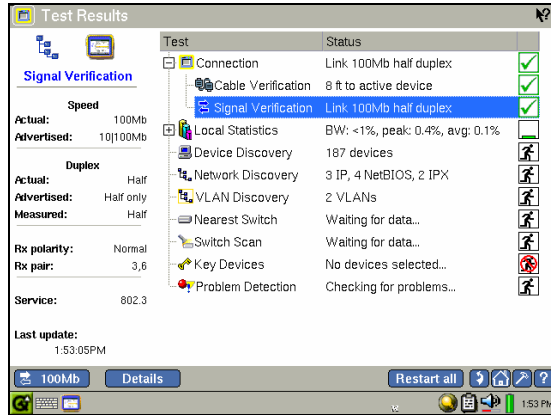 Test Results
Signal Verification
Speed
Actual: 100Mb
Advertised: 10|100Mb
Duplex
Actual: Half
Advertised: Half only
Measured: Half
Rx polarity: Normal
Rx pair: 3,6
Service: 802.3
Last update:
1:53:05PM
Test Status
Connection Link 100Mb half duplex
Cable Verification 8 ft to active device
Signal Verification Link 100Mb half duplex
Local Statistics BW: <1%, peak: 0.4%, avg: 0.1%
Device Discovery 187 devices
Network Discovery 3 IP, 4 NetBIOS, 2 IPX
VLAN Discovery 2 VLANs
Nearest Switch Waiting for data...
Switch Scan Waiting for data...
Key Devices No devices selected...
Problem Detection Checking for problems...
100Mb Details Restart all ?
1:53 PM